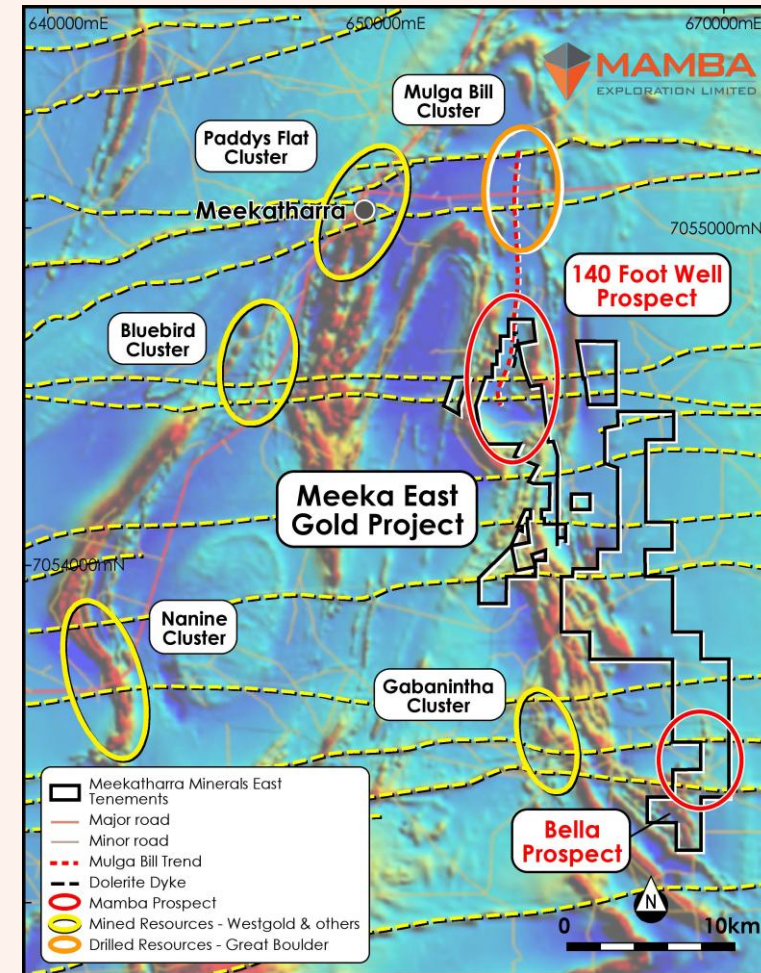 640000mE
650000mE
670000mE
MAMBA
EXPLORATION LIMITED
Mulga Bill
Cluster
Paddys Flat
Cluster
Meekatharra
7055000mN
140 Foot Well
Prospect
Bluebird
Cluster
Meeka East
Gold Project
7054000mN
Nanine
Cluster
Gabanintha
Cluster
Bella
Prospect
Meekatharra Minerals East
Tenements
Major road
Minor road
Mulga Bill Trend
Dolerite Dyke
Mamba Prospect
Mined Resources - Westgold & others
Drilled Resources - Great Boulder
N
0 10km